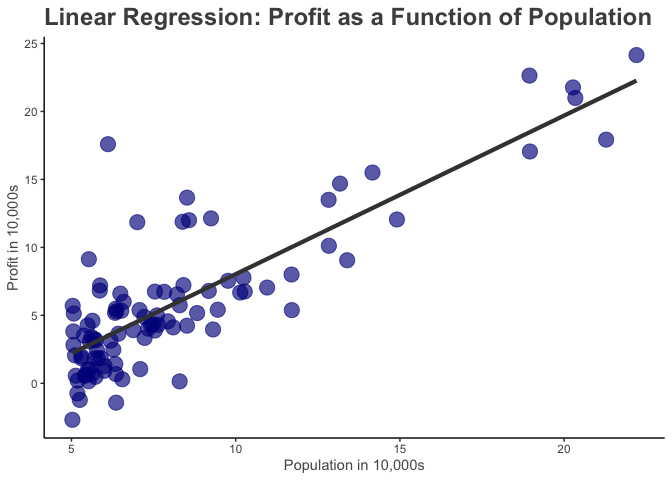 Linear Regression: Profit as a Function of Population
25
20
15
10
5
0
Profit in 10,000s
5 10 15 20
Population in 10,000s